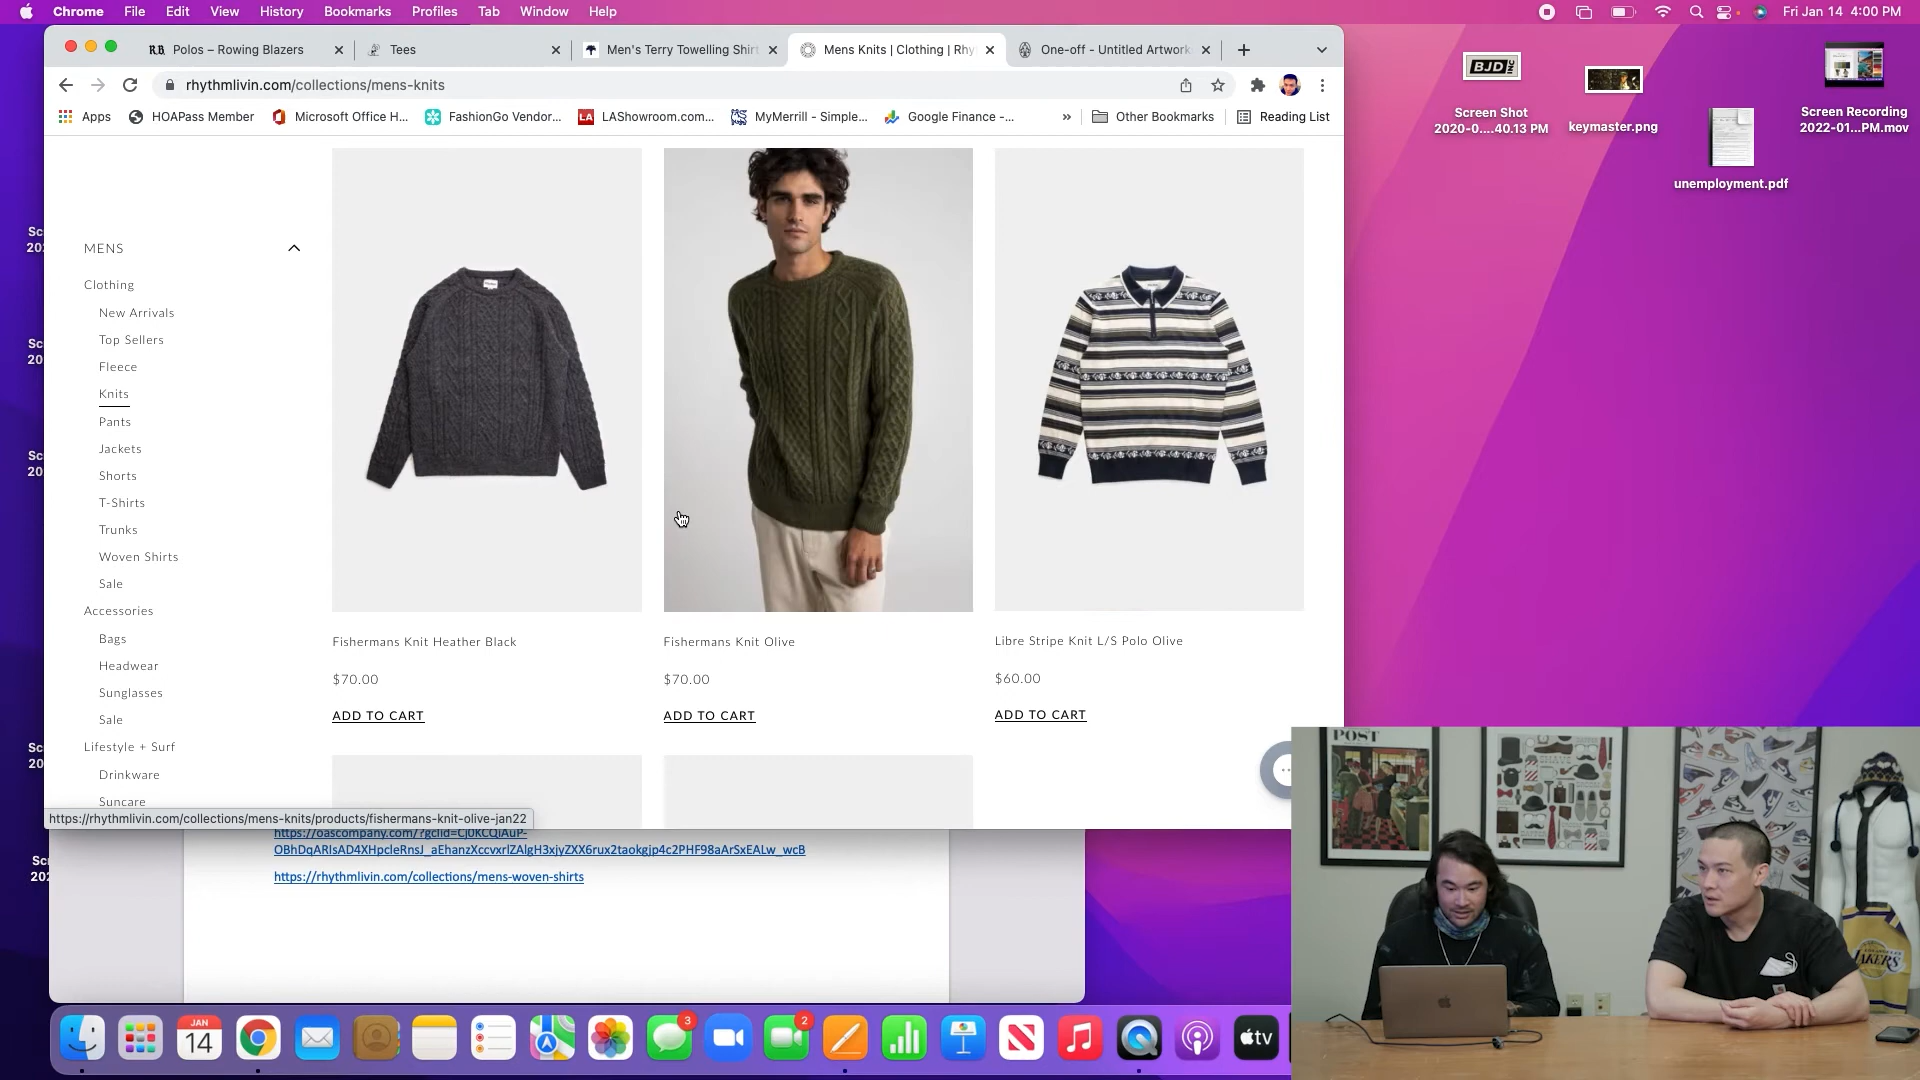 Chrome File Edit View History Bookmarks Profiles Tab Window Help Fri Jan 14 4:00 PM
R.B. Polos – Rowing Blazers Tees Men's Terry Towelling Shirt Mens Knits | Clothing | Rhy One-off - Untitled Artwork
rhythmlivin.com/collections/mens-knits
Apps HOAPass Member Microsoft Office H... FashionGo Vendor... LA LAShowroom.com... MyMerrill - Simple... Google Finance -... » Other Bookmarks Reading List
MENS
Clothing
New Arrivals
Top Sellers
Fleece
Knits
Pants
Jackets
Shorts
T-Shirts
Trunks
Woven Shirts
Sale
Accessories
Bags
Headwear
Sunglasses
Sale
Lifestyle + Surf
Drinkware
Suncare
Fishermans Knit Heather Black
$70.00
ADD TO CART
Fishermans Knit Olive
$70.00
ADD TO CART
Libre Stripe Knit L/S Polo Olive
$60.00
ADD TO CART
https://rhythmlivin.com/collections/mens-knits/products/fishermans-knit-olive-jan22
https://oascompany.com/?gclid=Cj0KCQiAuP-
OBhDqARIsAD4XHpcleRnsJ_aEhanzXccvxrlZAlgH3xjyZXX6rux2taokgjp4c2PHF98aArSxEALw_wcB
https://rhythmlivin.com/collections/mens-woven-shirts
BJD INC
Screen Shot
2020-0....40.13 PM
keymaster.png
unemployment.pdf
Screen Recording
2022-01...PM.mov
POST
LAKERS
JAN
14
3
2
tv